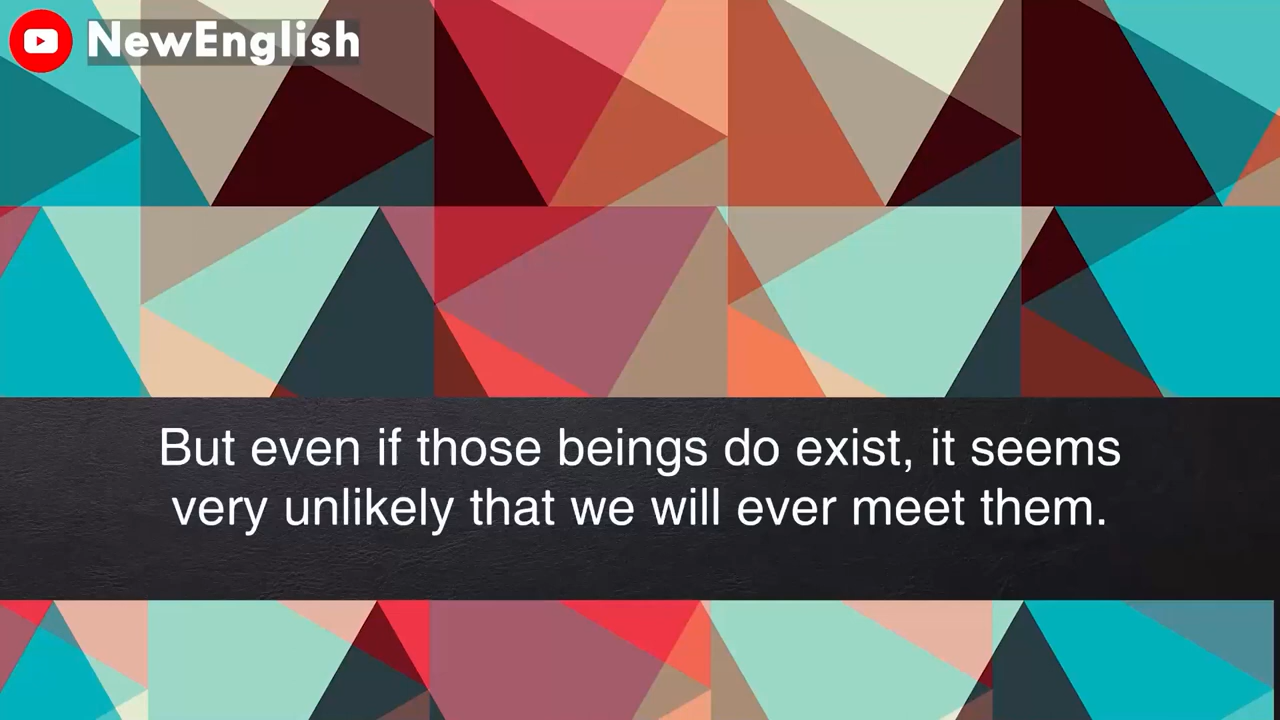 NewEnglish
But even if those beings do exist, it seems
very unlikely that we will ever meet them.